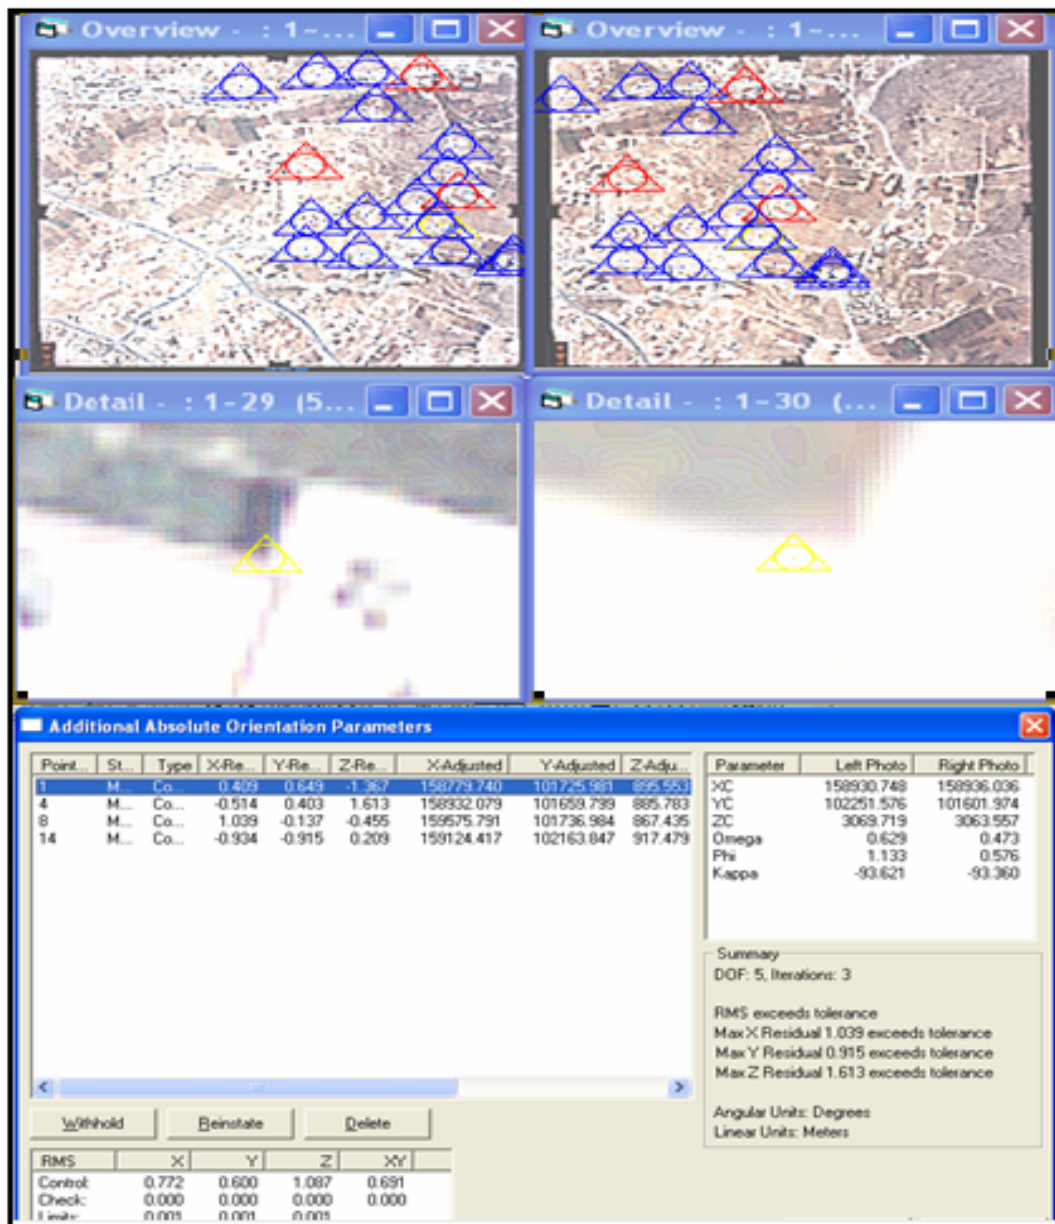 Overview - : 1~...
Overview - : 1~...
Detail - : 1~29 (5...
Detail - : 1~30 (...
Additional Absolute Orientation Parameters
Point... St... Type X-Re... Y-Re... Z-Re... X-Adjusted Y-Adjusted Z-Adju...
1 M... Co... 0.409 0.649 -1.367 158779.740 101725.981 895.553
4 M... Co... -0.514 0.403 1.613 158932.079 101659.799 885.783
8 M... Co... 1.039 -0.137 -0.455 159575.791 101736.984 867.435
14 M... Co... -0.934 -0.915 0.209 159124.417 102163.847 917.479
Parameter Left Photo Right Photo
XC 158930.748 158936.036
YC 102251.576 101601.974
ZC 3069.719 3063.557
Omega 0.629 0.473
Phi 1.133 0.576
Kappa -93.621 -93.360
Summary
DOF: 5, Iterations: 3
RMS exceeds tolerance
Max X Residual 1.039 exceeds tolerance
Max Y Residual 0.915 exceeds tolerance
Max Z Residual 1.613 exceeds tolerance
Angular Units: Degrees
Linear Units: Meters
Withhold Reinstate Delete
RMS X Y Z XY
Control: 0.772 0.600 1.087 0.691
Check: 0.000 0.000 0.000 0.000
Limits: 0.001 0.001 0.001